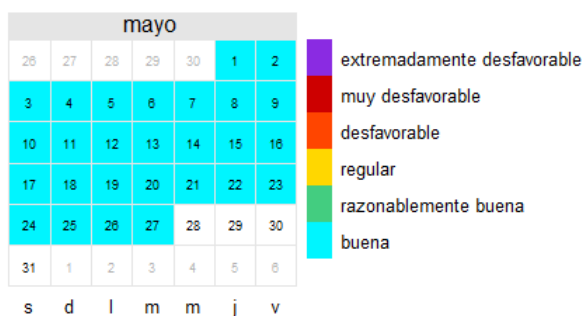 mayo
26 27 28 29 30 1 2
3 4 5 6 7 8 9
10 11 12 13 14 15 16
17 18 19 20 21 22 23
24 25 26 27 28 29 30
31 1 2 3 4 5 6
s d l m m j v
extremadamente desfavorable
muy desfavorable
desfavorable
regular
razonablemente buena
buena